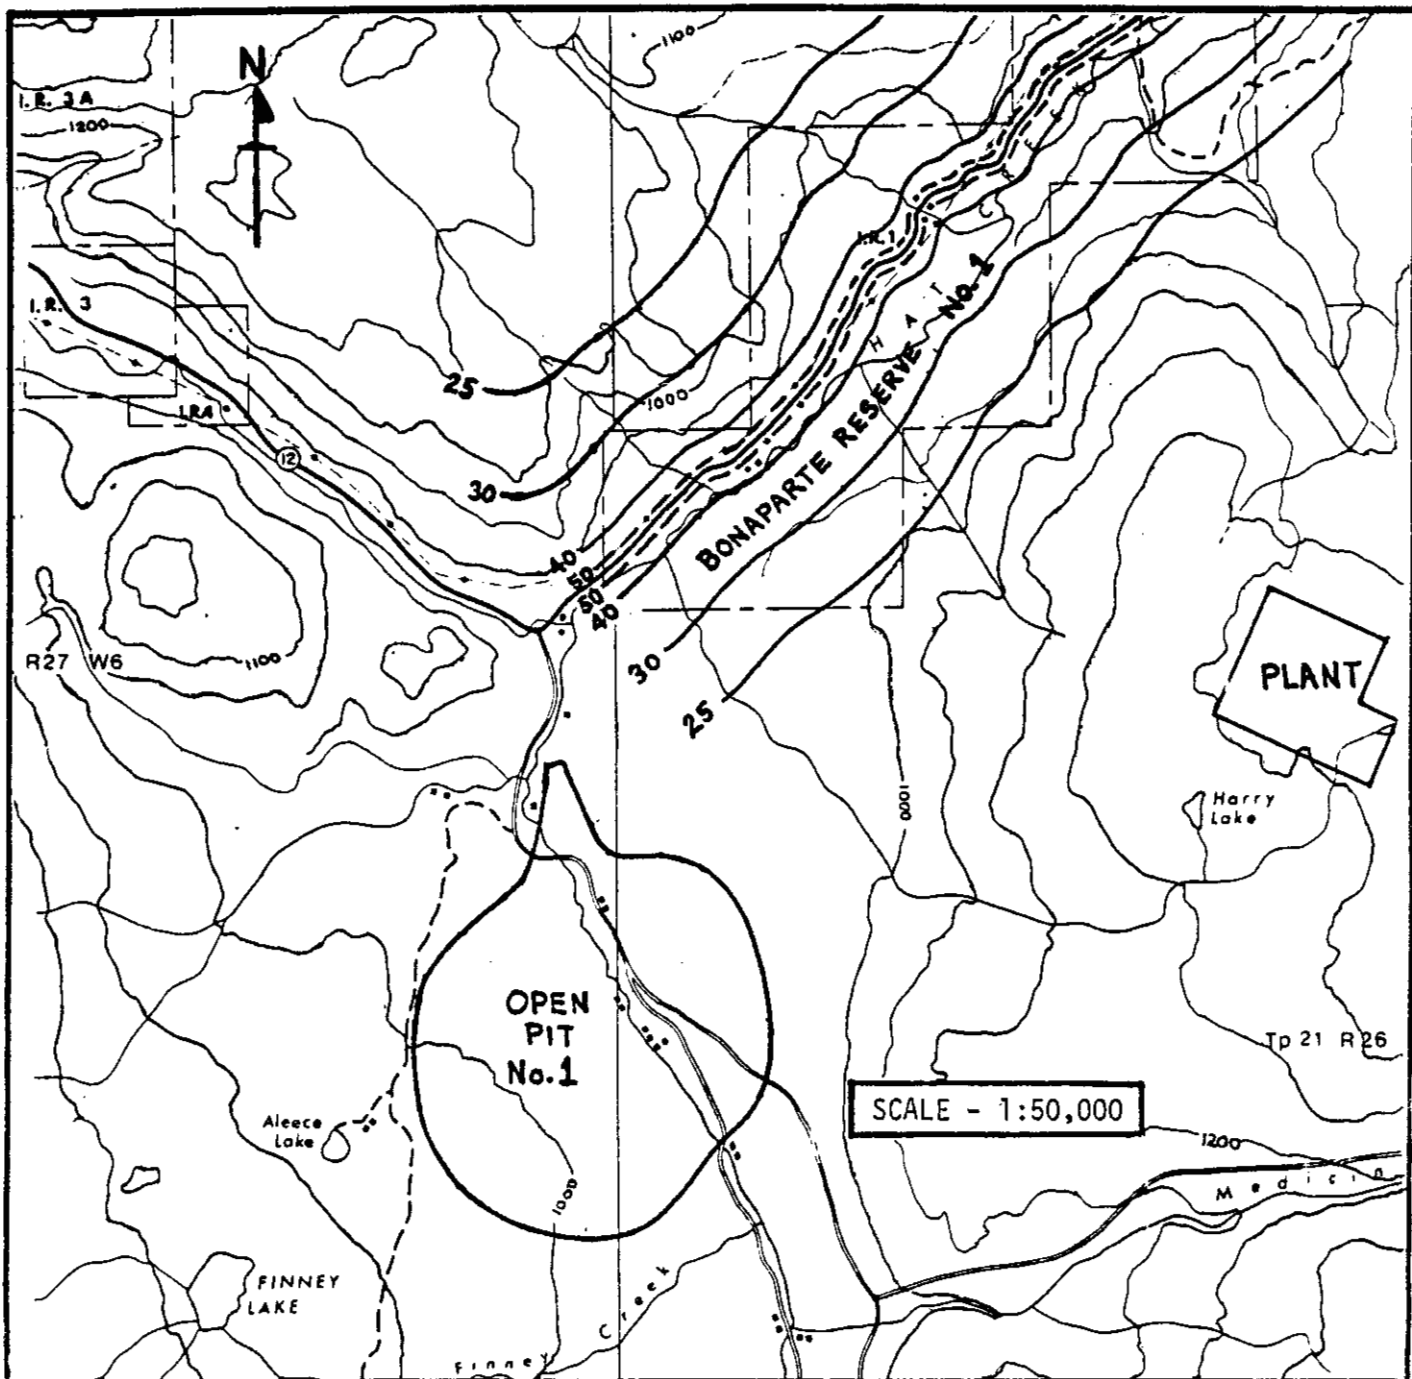 1100
N
I.R. 3A
1200
I.R. 1
BONAPARTE RESERVE No. 1
H A T C R E E K
I.R. 3
25
1000
I.R.4
12
30
40
50
50
40
30
25
R27 W6
1100
PLANT
1000
Harry
Lake
OPEN
PIT
No.1
Tp 21 R 26
SCALE - 1:50,000
Aleece
Lake
1200
Medicin
1000
FINNEY
LAKE
Finney Creek